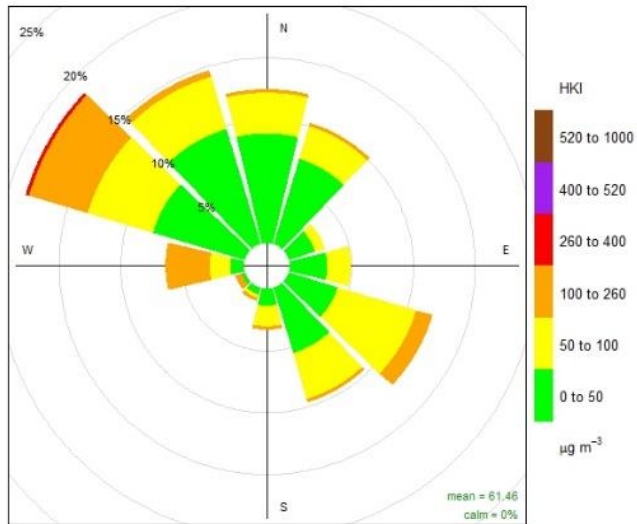 25%
N
20%
15%
10%
5%
W
E
S
mean = 61.46
calm = 0%
HKI
520 to 1000
400 to 520
260 to 400
100 to 260
50 to 100
0 to 50
µg m⁻³